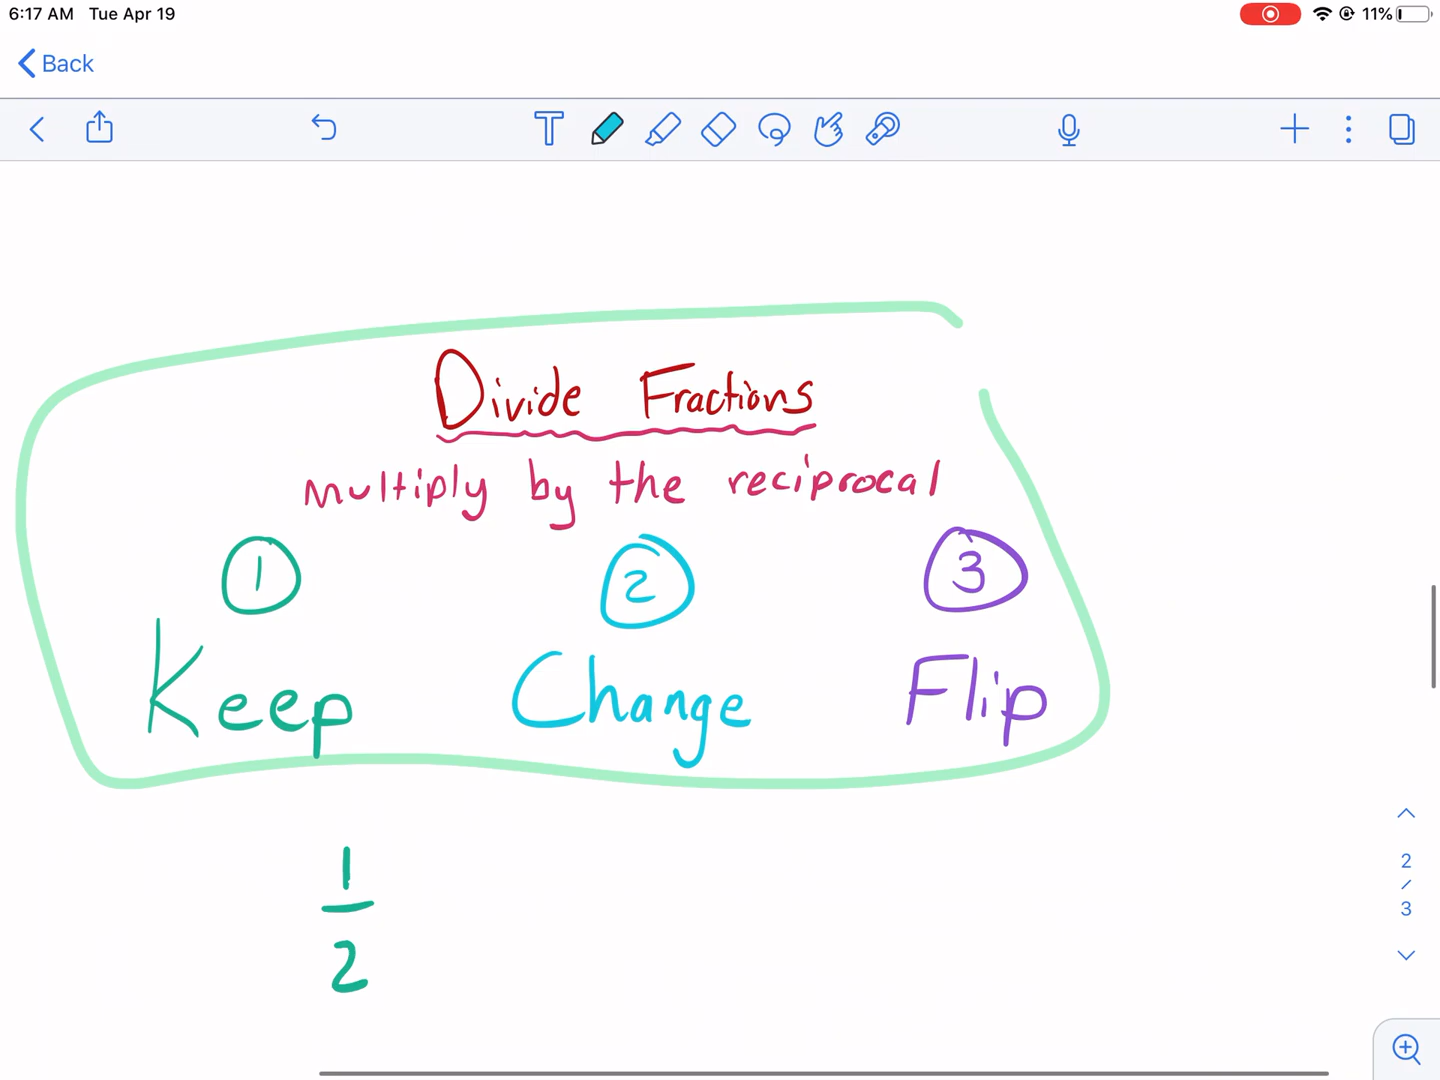 6:17 AM Tue Apr 19 11%
Back
T
Divide Fractions
multiply by the reciprocal
1 2 3
Keep Change Flip
1
2
2
/
3